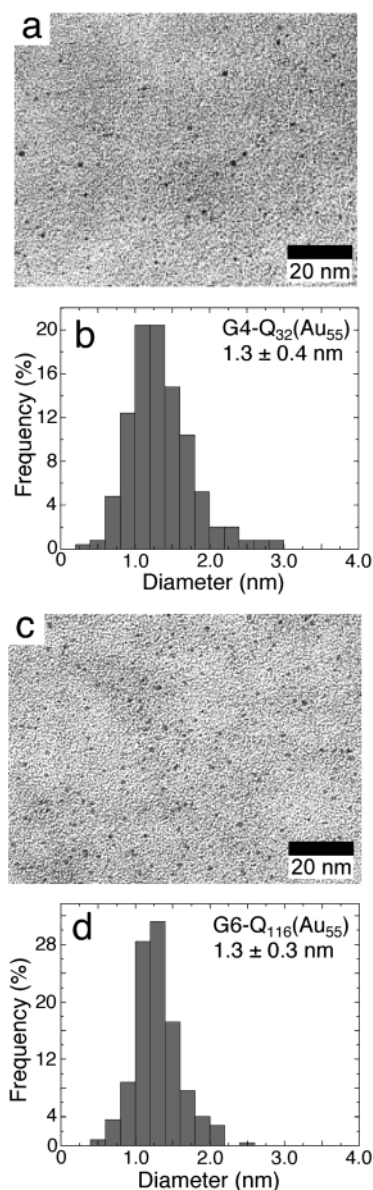 a
20 nm
b
G4-Q32(Au55)
1.3 ± 0.4 nm
20
16
12
8
4
0
Frequency (%)
0 1.0 2.0 3.0 4.0
Diameter (nm)
c
20 nm
d
G6-Q116(Au55)
1.3 ± 0.3 nm
28
20
12
4
0
Frequency (%)
0 1.0 2.0 3.0 4.0
Diameter (nm)